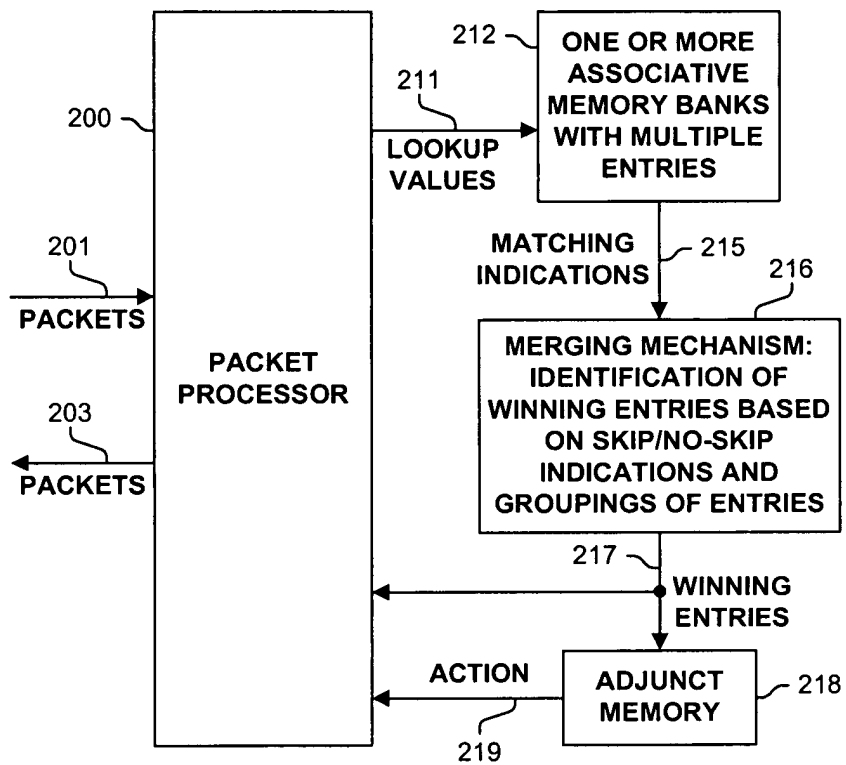 212
ONE OR MORE
ASSOCIATIVE
MEMORY BANKS
WITH MULTIPLE
ENTRIES
211
LOOKUP
VALUES
200
MATCHING
INDICATIONS
215
201
PACKETS
216
PACKET
PROCESSOR
MERGING MECHANISM:
IDENTIFICATION OF
WINNING ENTRIES BASED
ON SKIP/NO-SKIP
INDICATIONS AND
GROUPINGS OF ENTRIES
203
PACKETS
217
WINNING
ENTRIES
ACTION
219
ADJUNCT
MEMORY
218